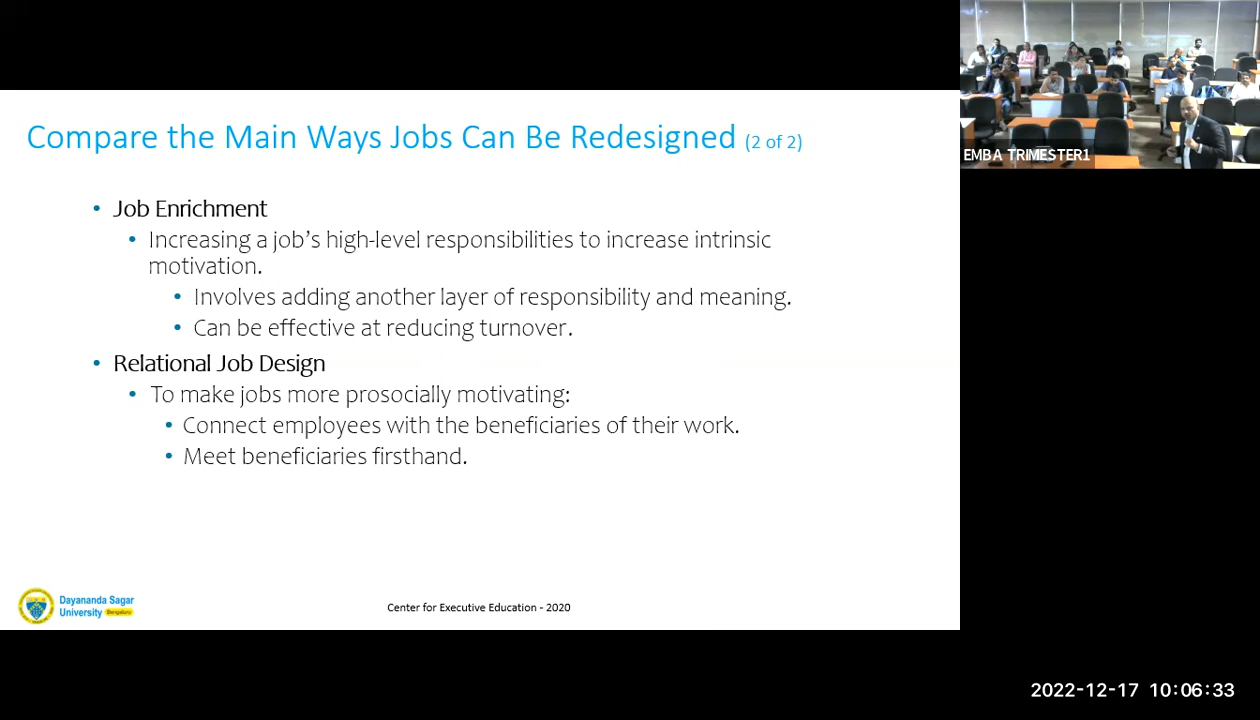 Compare the Main Ways Jobs Can Be Redesigned (2 of 2)
EMBA TRIMESTER1
• Job Enrichment
• Increasing a job's high-level responsibilities to increase intrinsic
motivation.
• Involves adding another layer of responsibility and meaning.
• Can be effective at reducing turnover.
• Relational Job Design
• To make jobs more prosocially motivating:
• Connect employees with the beneficiaries of their work.
• Meet beneficiaries firsthand.
Dayananda Sagar
University Bengaluru
Center for Executive Education - 2020
2022-12-17 10:06:33